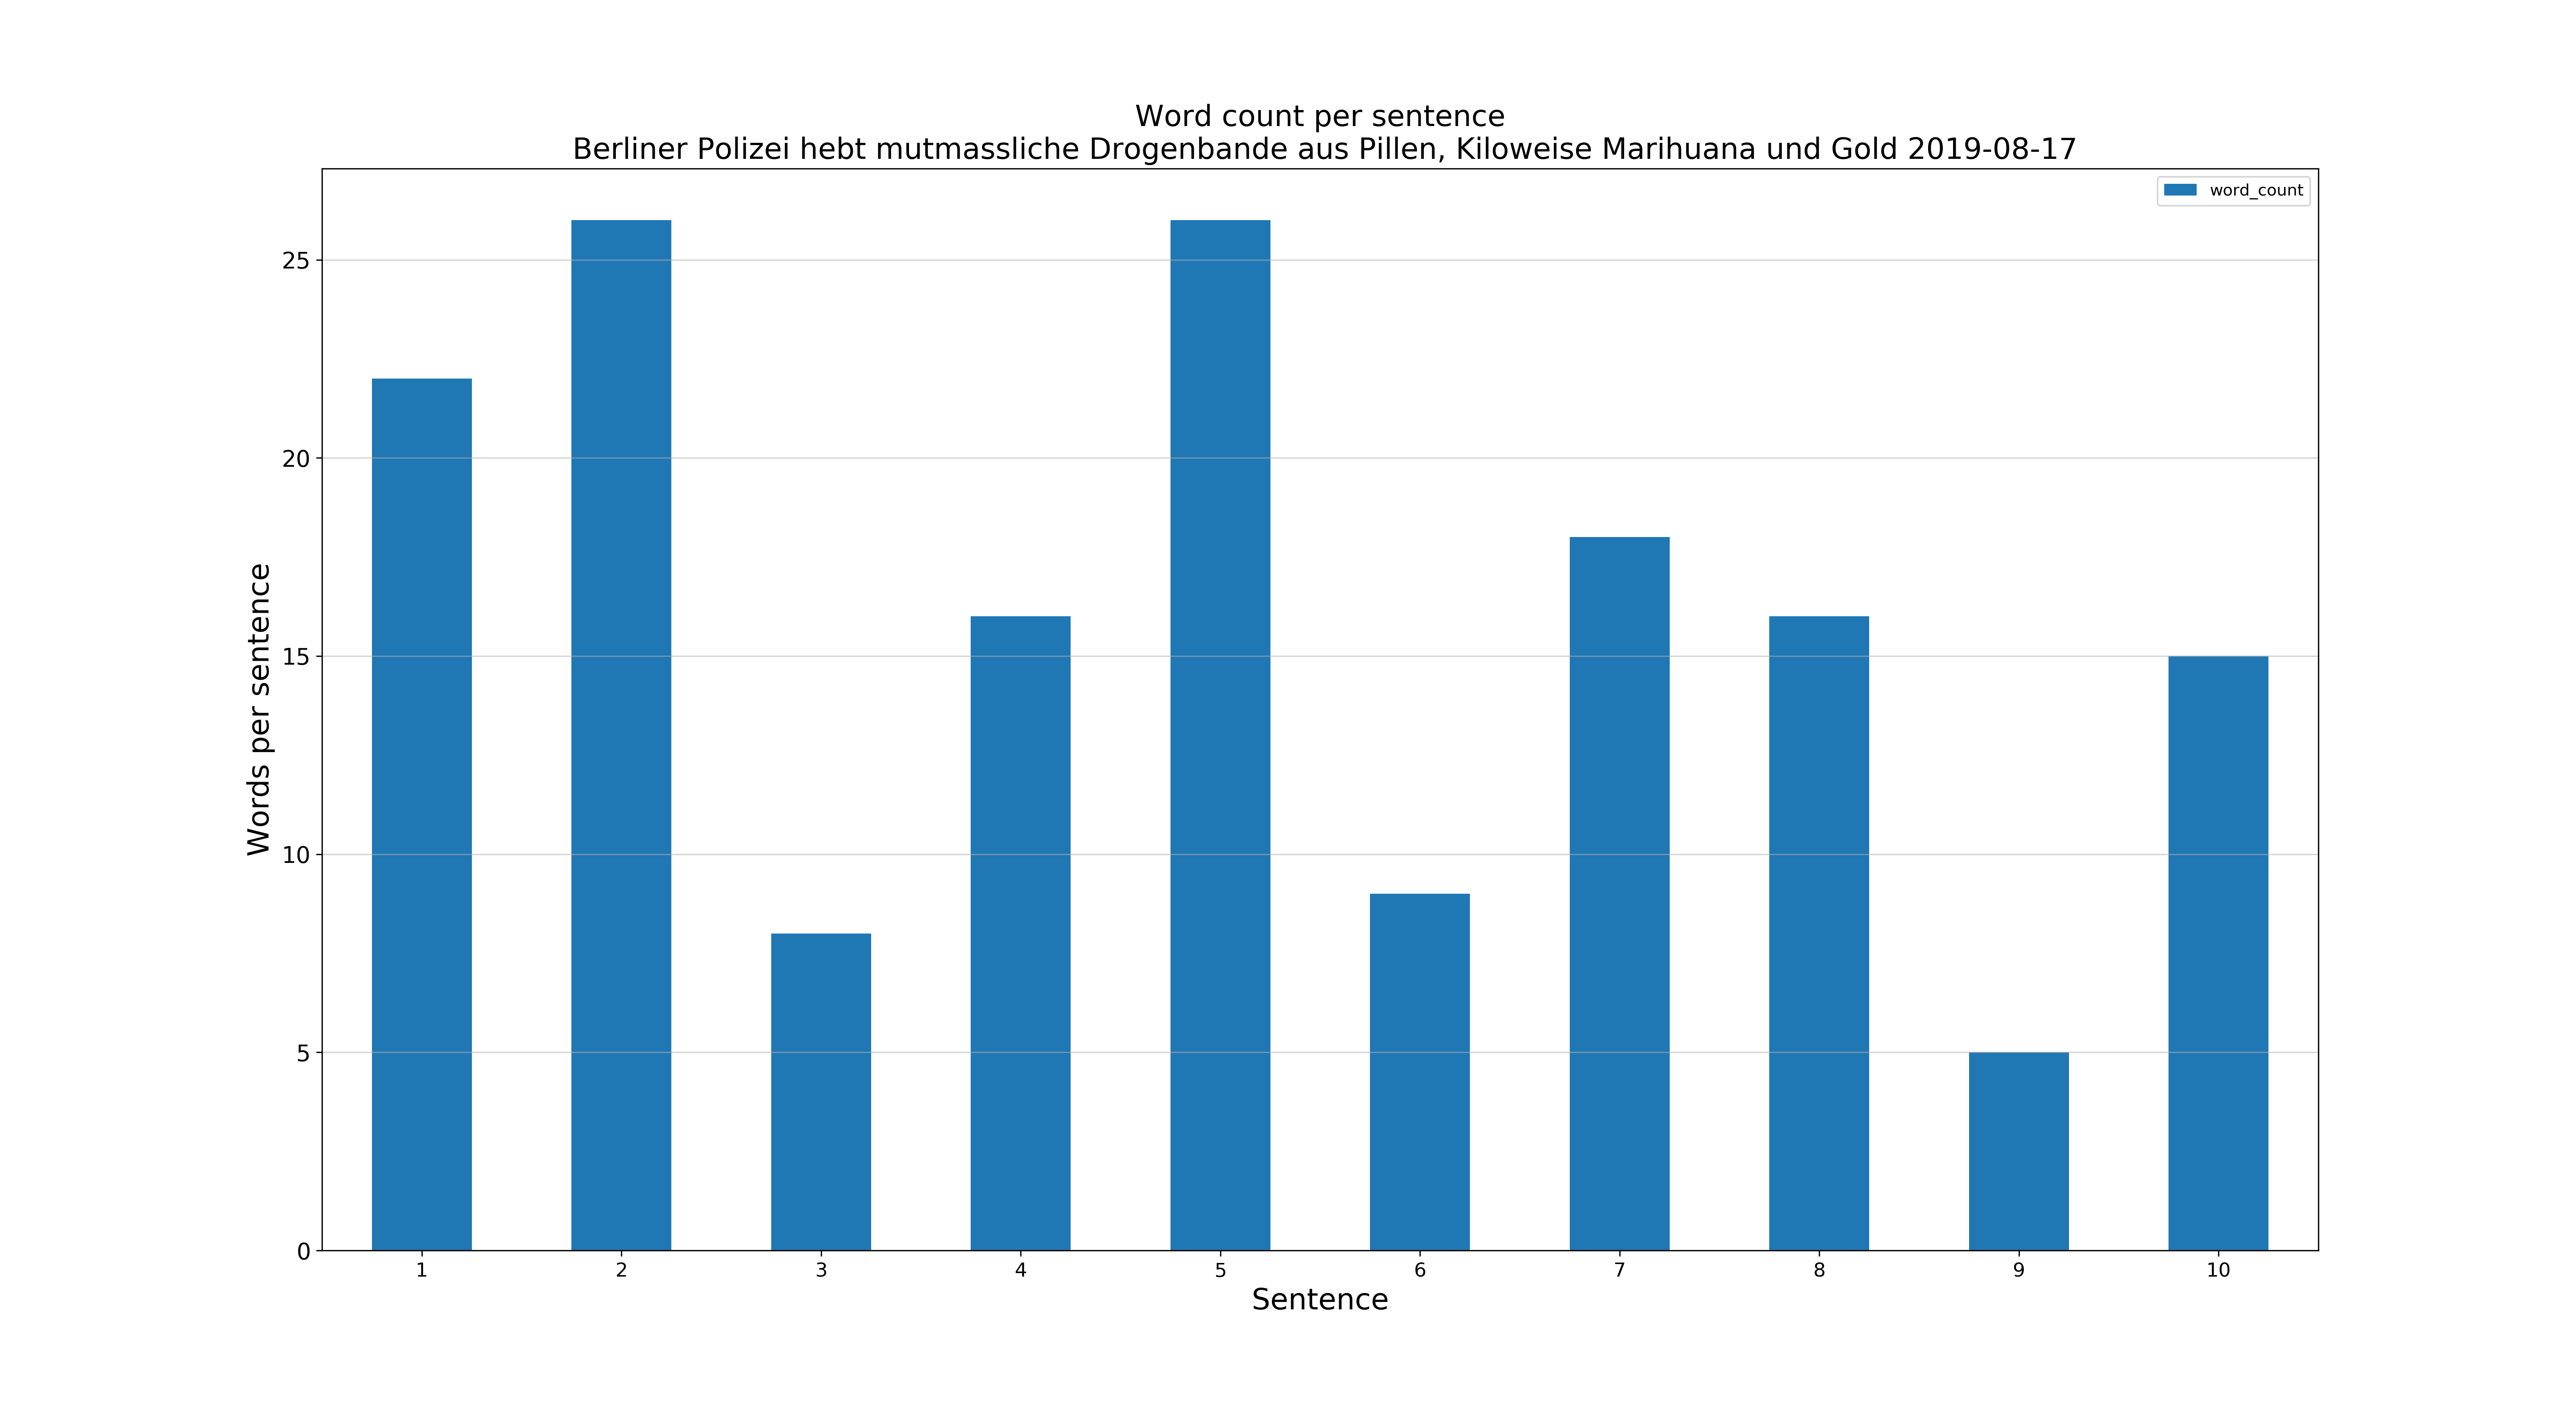 Word count per sentence
Berliner Polizei hebt mutmassliche Drogenbande aus Pillen, Kiloweise Marihuana und Gold 2019-08-17
word_count
25
20
15
10
5
0
Words per sentence
1 2 3 4 5 6 7 8 9 10
Sentence